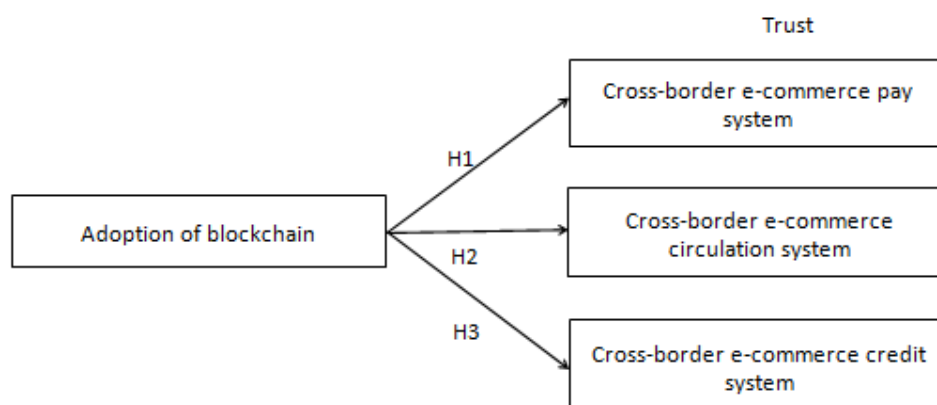 Trust
Cross-border e-commerce pay
system
H1
Adoption of blockchain
Cross-border e-commerce
circulation system
H2
H3
Cross-border e-commerce credit
system